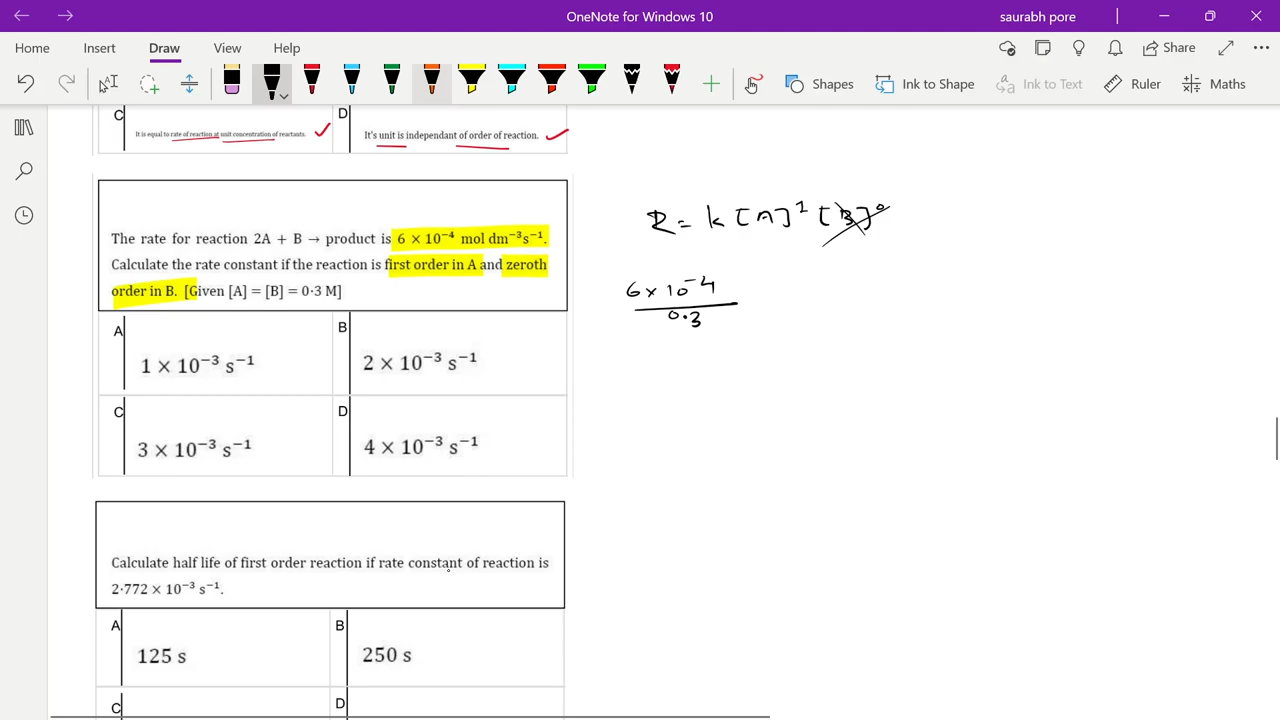 OneNote for Windows 10
saurabh pore
Home Insert Draw View Help
Share
Shapes Ink to Shape Ink to Text Ruler Maths
C
It is equal to rate of reaction at unit concentration of reactants.
D
It's unit is independant of order of reaction.
The rate for reaction 2A + B → product is 6 × 10⁻⁴ mol dm⁻³s⁻¹.
Calculate the rate constant if the reaction is first order in A and zeroth
order in B. [Given [A] = [B] = 0·3 M]
A
1 × 10⁻³ s⁻¹
B
2 × 10⁻³ s⁻¹
C
3 × 10⁻³ s⁻¹
D
4 × 10⁻³ s⁻¹
R = k [A]¹ [B]⁰
6 × 10⁻⁴
0.3
Calculate half life of first order reaction if rate constant of reaction is
2·772 × 10⁻³ s⁻¹.
A
125 s
B
250 s
C
D